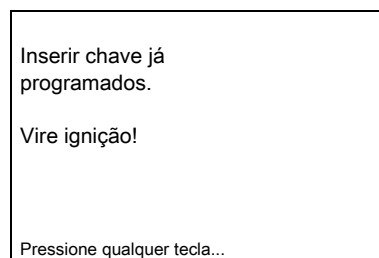 Inserir chave já
programados.
Vire ignição!
Pressione qualquer tecla...